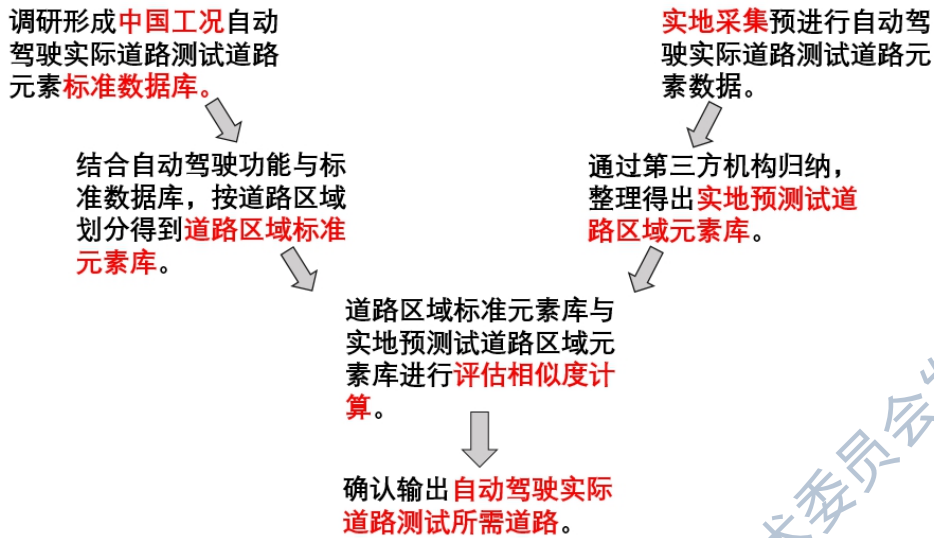 调研形成中国工况自动
驾驶实际道路测试道路
元素标准数据库。
实地采集预进行自动驾
驶实际道路测试道路元
素数据。
结合自动驾驶功能与标
准数据库，按道路区域
划分得到道路区域标准
元素库。
通过第三方机构归纳，
整理得出实地预测试道
路区域元素库。
道路区域标准元素库与
实地预测试道路区域元
素库进行评估相似度计
算。
确认输出自动驾驶实际
道路测试所需道路。
术委员会